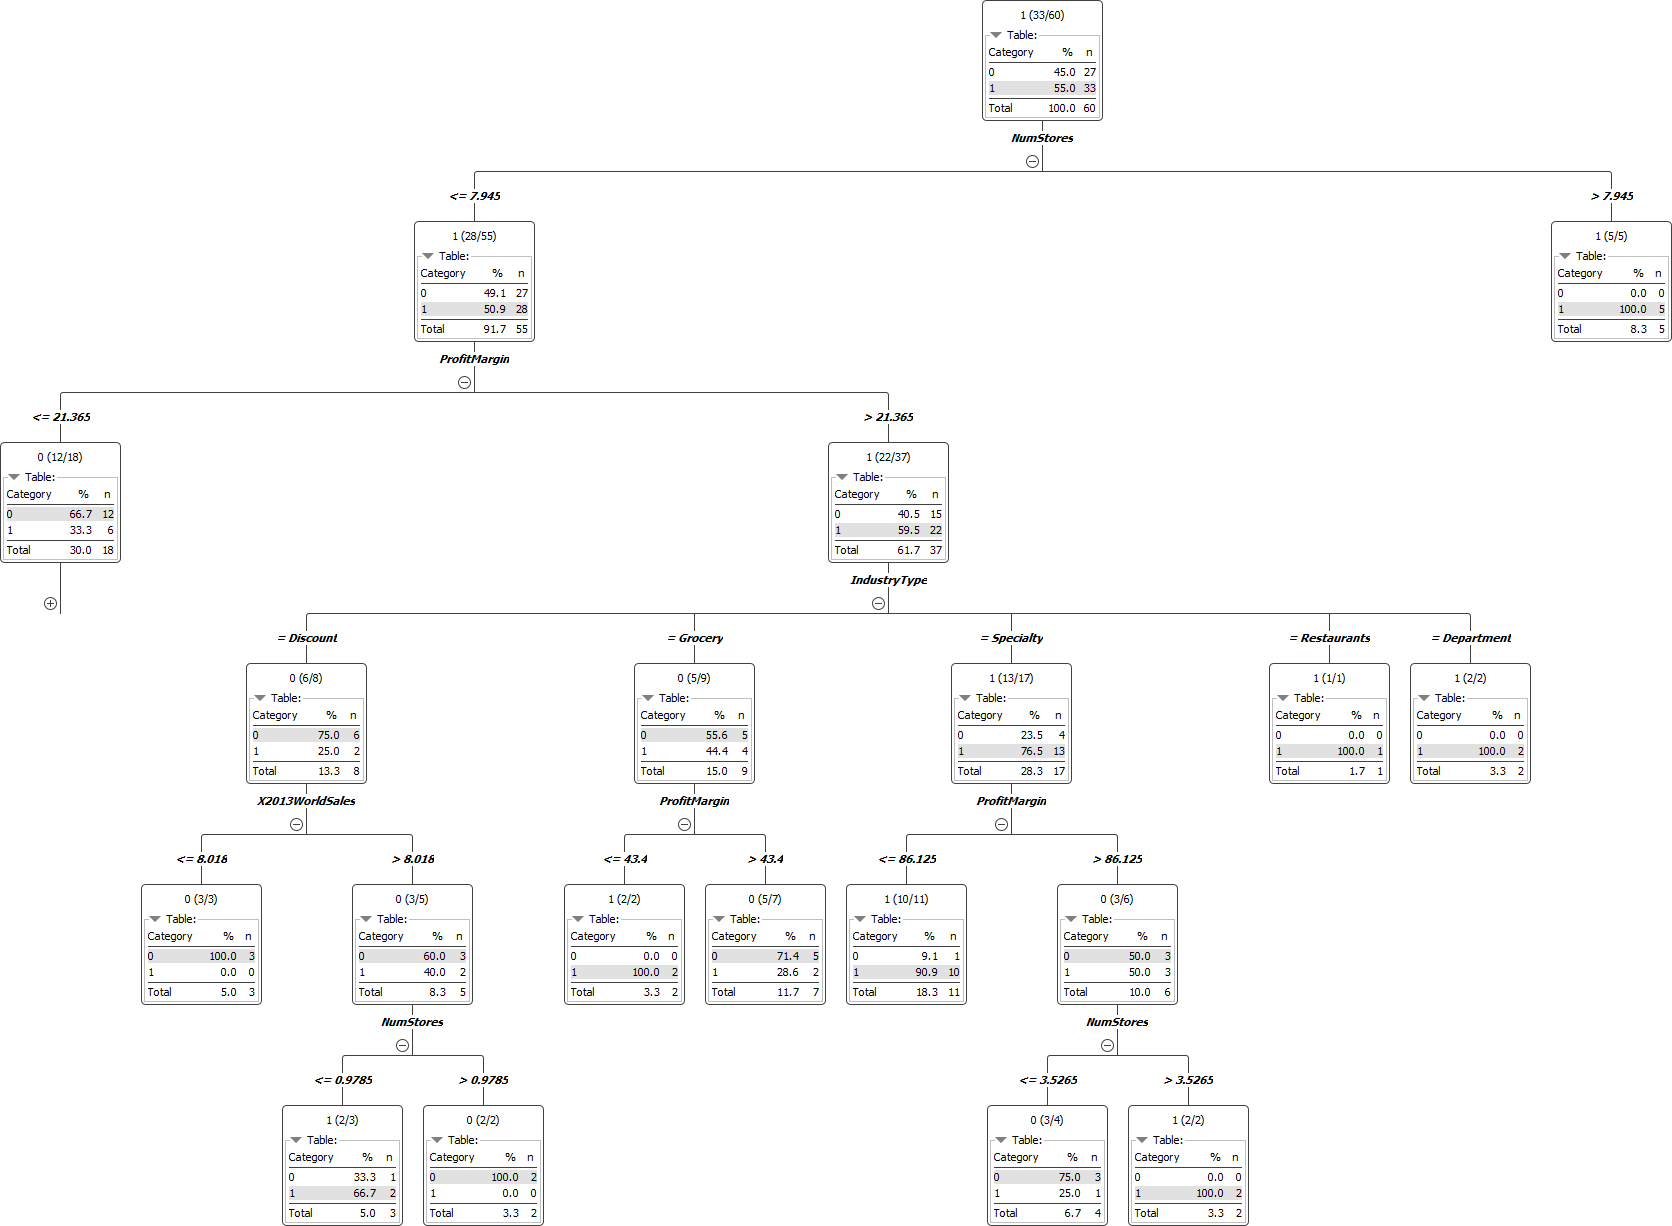 1 (33/60)
Table:
Category % n
0 45.0 27
1 55.0 33
Total 100.0 60
NumStores
<= 7.945
> 7.945
1 (28/55)
Table:
Category % n
0 49.1 27
1 50.9 28
Total 91.7 55
1 (5/5)
Table:
Category % n
0 0.0 0
1 100.0 5
Total 8.3 5
ProfitMargin
<= 21.365
> 21.365
0 (12/18)
Table:
Category % n
0 66.7 12
1 33.3 6
Total 30.0 18
1 (22/37)
Table:
Category % n
0 40.5 15
1 59.5 22
Total 61.7 37
IndustryType
= Discount
= Grocery
= Specialty
= Restaurants
= Department
0 (6/8)
Table:
Category % n
0 75.0 6
1 25.0 2
Total 13.3 8
0 (5/9)
Table:
Category % n
0 55.6 5
1 44.4 4
Total 15.0 9
1 (13/17)
Table:
Category % n
0 23.5 4
1 76.5 13
Total 28.3 17
1 (1/1)
Table:
Category % n
0 0.0 0
1 100.0 1
Total 1.7 1
1 (2/2)
Table:
Category % n
0 0.0 0
1 100.0 2
Total 3.3 2
X2013WorldSales
ProfitMargin
ProfitMargin
<= 8.018
> 8.018
<= 43.4
> 43.4
<= 86.125
> 86.125
0 (3/3)
Table:
Category % n
0 100.0 3
1 0.0 0
Total 5.0 3
0 (3/5)
Table:
Category % n
0 60.0 3
1 40.0 2
Total 8.3 5
1 (2/2)
Table:
Category % n
0 0.0 0
1 100.0 2
Total 3.3 2
0 (5/7)
Table:
Category % n
0 71.4 5
1 28.6 2
Total 11.7 7
1 (10/11)
Table:
Category % n
0 9.1 1
1 90.9 10
Total 18.3 11
0 (3/6)
Table:
Category % n
0 50.0 3
1 50.0 3
Total 10.0 6
NumStores
NumStores
<= 0.9785
> 0.9785
<= 3.5265
> 3.5265
1 (2/3)
Table:
Category % n
0 33.3 1
1 66.7 2
Total 5.0 3
0 (2/2)
Table:
Category % n
0 100.0 2
1 0.0 0
Total 3.3 2
0 (3/4)
Table:
Category % n
0 75.0 3
1 25.0 1
Total 6.7 4
1 (2/2)
Table:
Category % n
0 0.0 0
1 100.0 2
Total 3.3 2